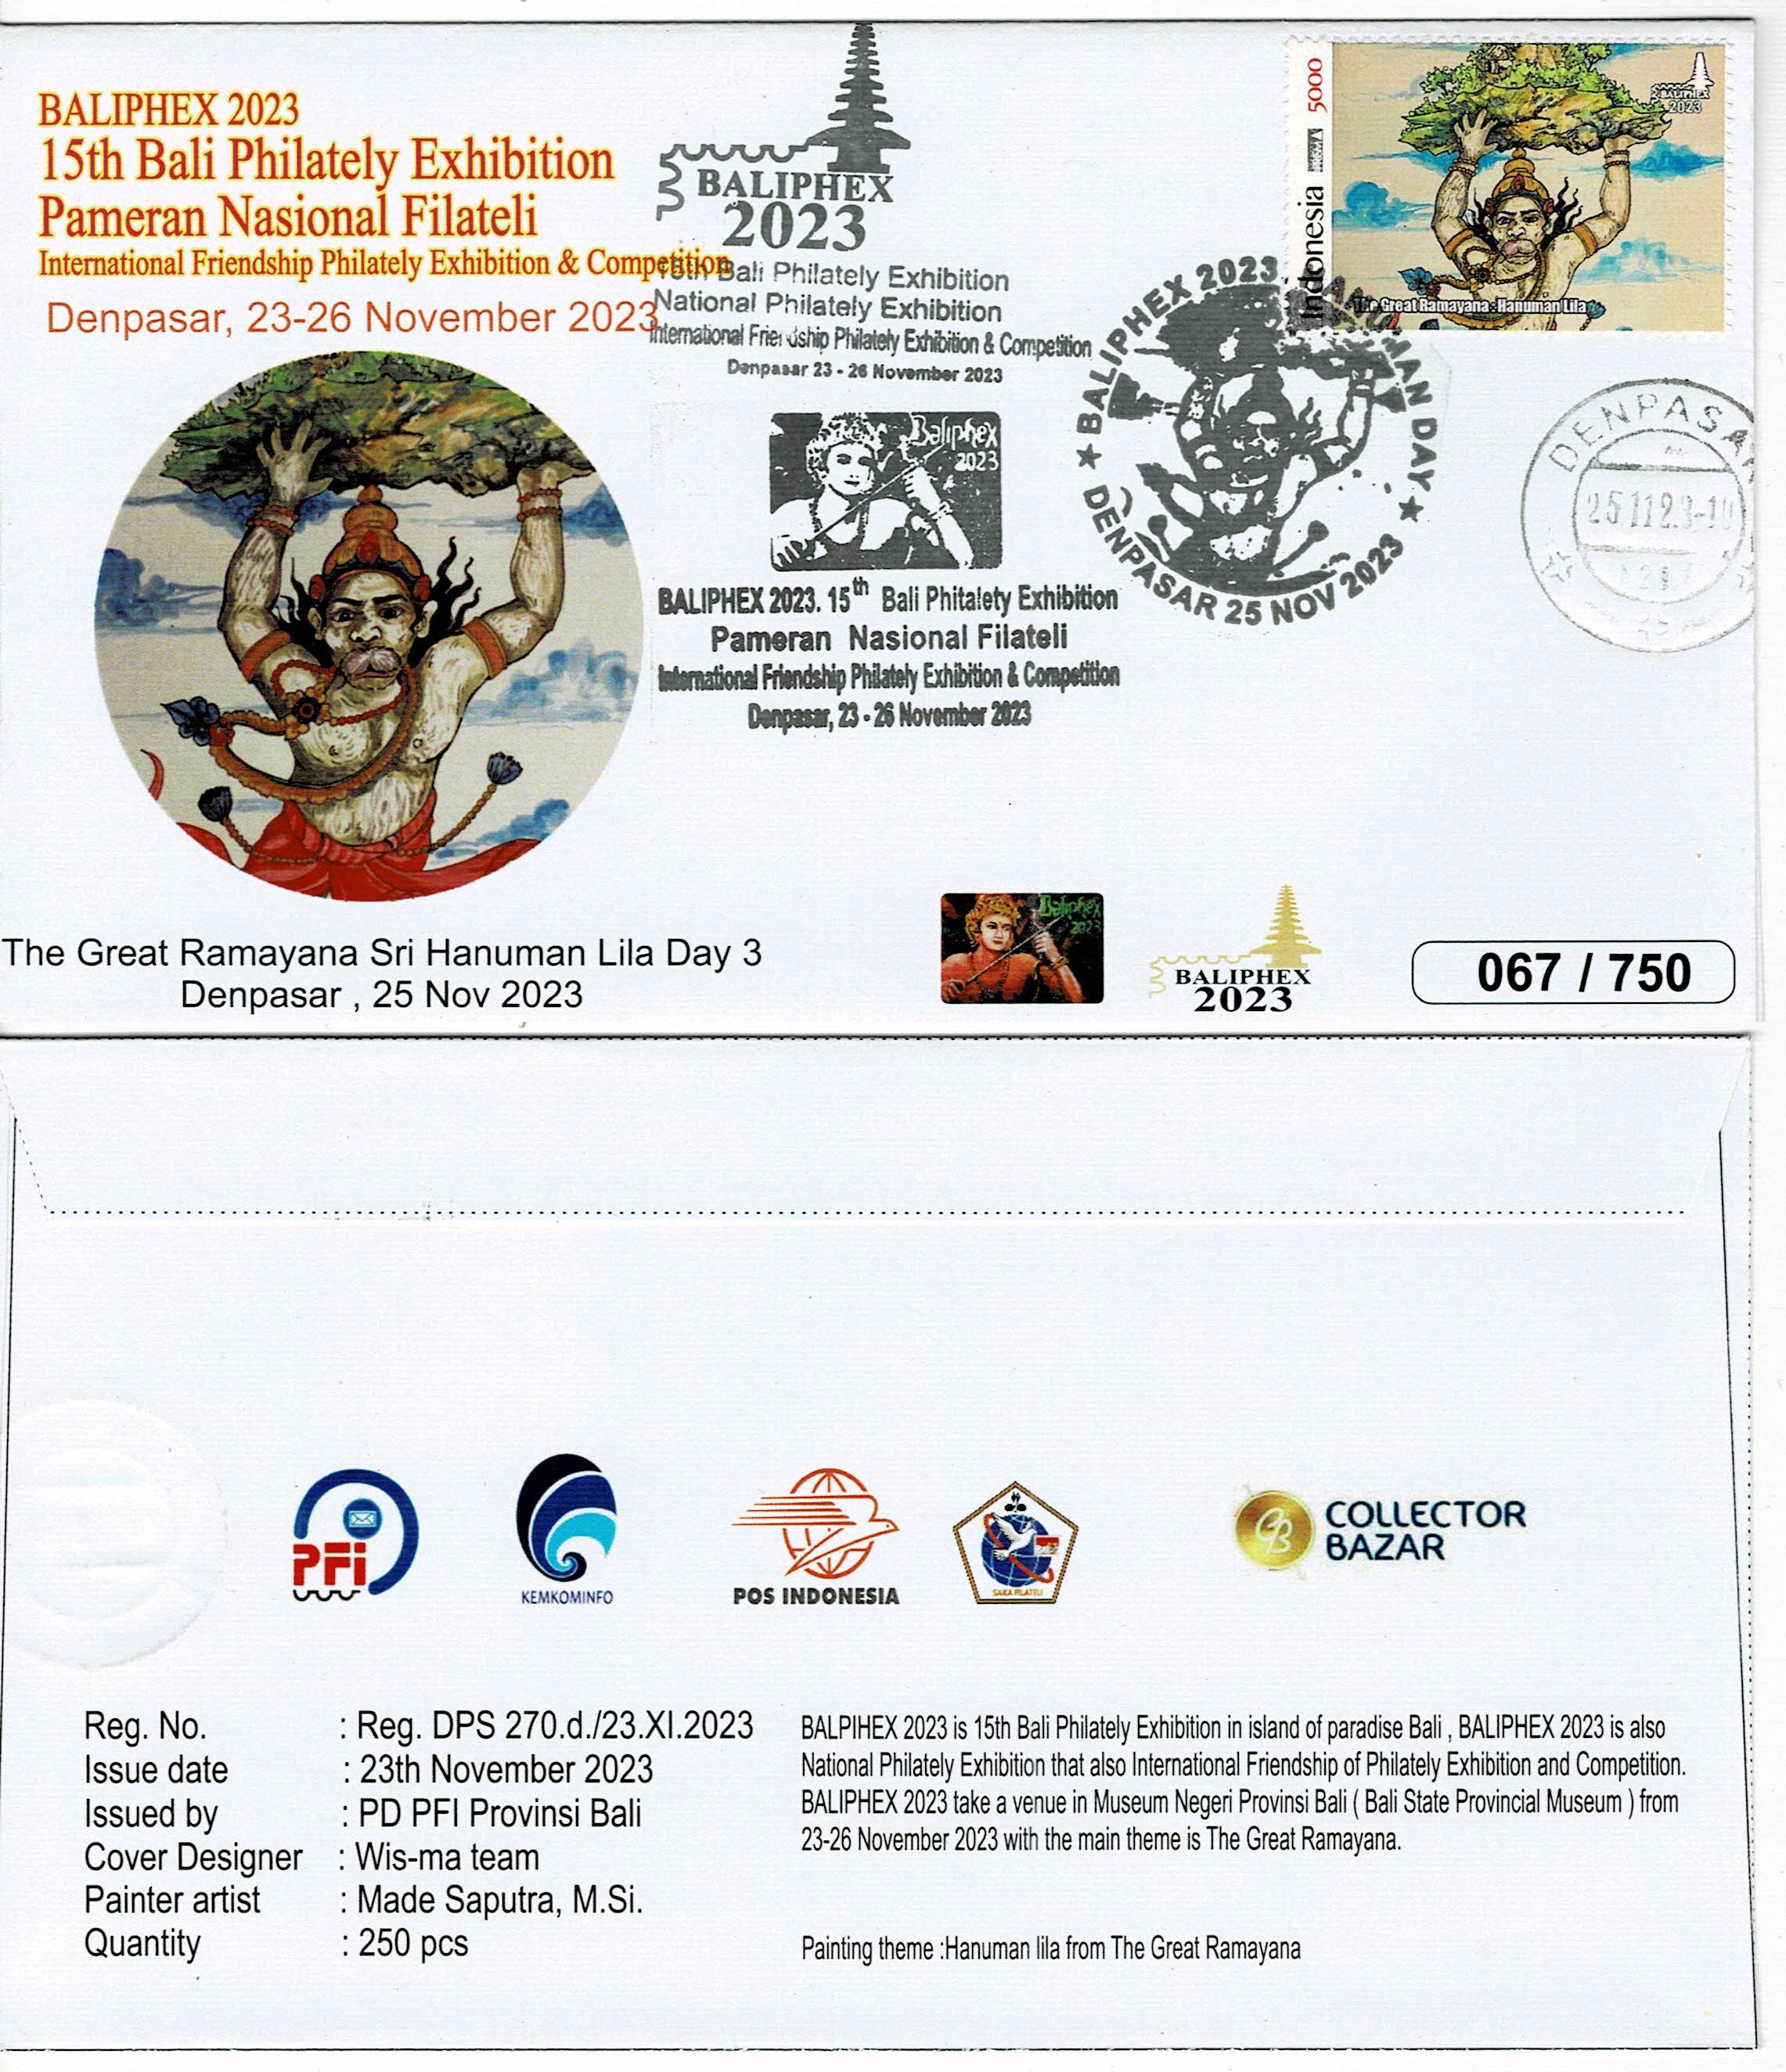 BALIPHEX 2023
15th Bali Philately Exhibition
Pameran Nasional Filateli
International Friendship Philately Exhibition & Competition
Denpasar, 23-26 November 2023
BALIPHEX
2023
15th Bali Philately Exhibition
National Philately Exhibition
International Friendship Philately Exhibition & Competition
Denpasar 23 - 26 November 2023
Baliphex
2023
BALIPHEX 2023. 15th Bali Phitalety Exhibition
Pameran Nasional Filateli
International Friendship Philately Exhibition & Competition
Denpasar, 23 - 26 November 2023
BALIPHEX 2023 HANUMAN DAY
DENPASAR 25 NOV 2023
Indonesia 5000
BALIPHEX
2023
The Great Ramayana : Hanuman Lila
DENPASAR
The Great Ramayana Sri Hanuman Lila Day 3
Denpasar , 25 Nov 2023
Baliphex
2023
BALIPHEX
2023
067 / 750
PFi
KEMKOMINFO
POS INDONESIA
SAKA FILATELI
CB
COLLECTOR
BAZAR
Reg. No. : Reg. DPS 270.d./23.XI.2023
Issue date : 23th November 2023
Issued by : PD PFI Provinsi Bali
Cover Designer : Wis-ma team
Painter artist : Made Saputra, M.Si.
Quantity : 250 pcs
BALPIHEX 2023 is 15th Bali Philately Exhibition in island of paradise Bali , BALIPHEX 2023 is also
National Philately Exhibition that also International Friendship of Philately Exhibition and Competition.
BALIPHEX 2023 take a venue in Museum Negeri Provinsi Bali ( Bali State Provincial Museum ) from
23-26 November 2023 with the main theme is The Great Ramayana.
Painting theme :Hanuman lila from The Great Ramayana